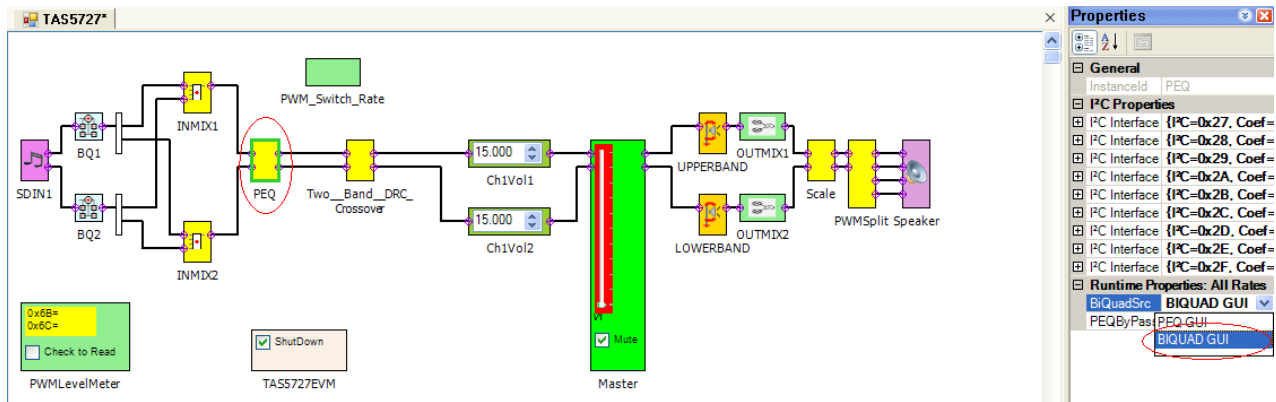 TAS5727*
PWM_Switch_Rate
INMIX1
BQ1
SDIN1
BQ2
INMIX2
PEQ
Two__Band__DRC_
Crossover
15.000
Ch1Vol1
15.000
Ch1Vol2
Mute
Master
UPPERBAND
OUTMIX1
LOWERBAND
OUTMIX2
Scale
PWMSplit
Speaker
0x6B=
0x6C=
Check to Read
PWMLevelMeter
ShutDown
TAS5727EVM
Properties
General
InstanceId PEQ
I²C Properties
I²C Interface {I²C=0x27, Coef=
I²C Interface {I²C=0x28, Coef=
I²C Interface {I²C=0x29, Coef=
I²C Interface {I²C=0x2A, Coef=
I²C Interface {I²C=0x2B, Coef=
I²C Interface {I²C=0x2C, Coef=
I²C Interface {I²C=0x2D, Coef=
I²C Interface {I²C=0x2E, Coef=
I²C Interface {I²C=0x2F, Coef=
Runtime Properties: All Rates
BiQuadSrc BIQUAD GUI
PEQByPas PEQ GUI
BIQUAD GUI